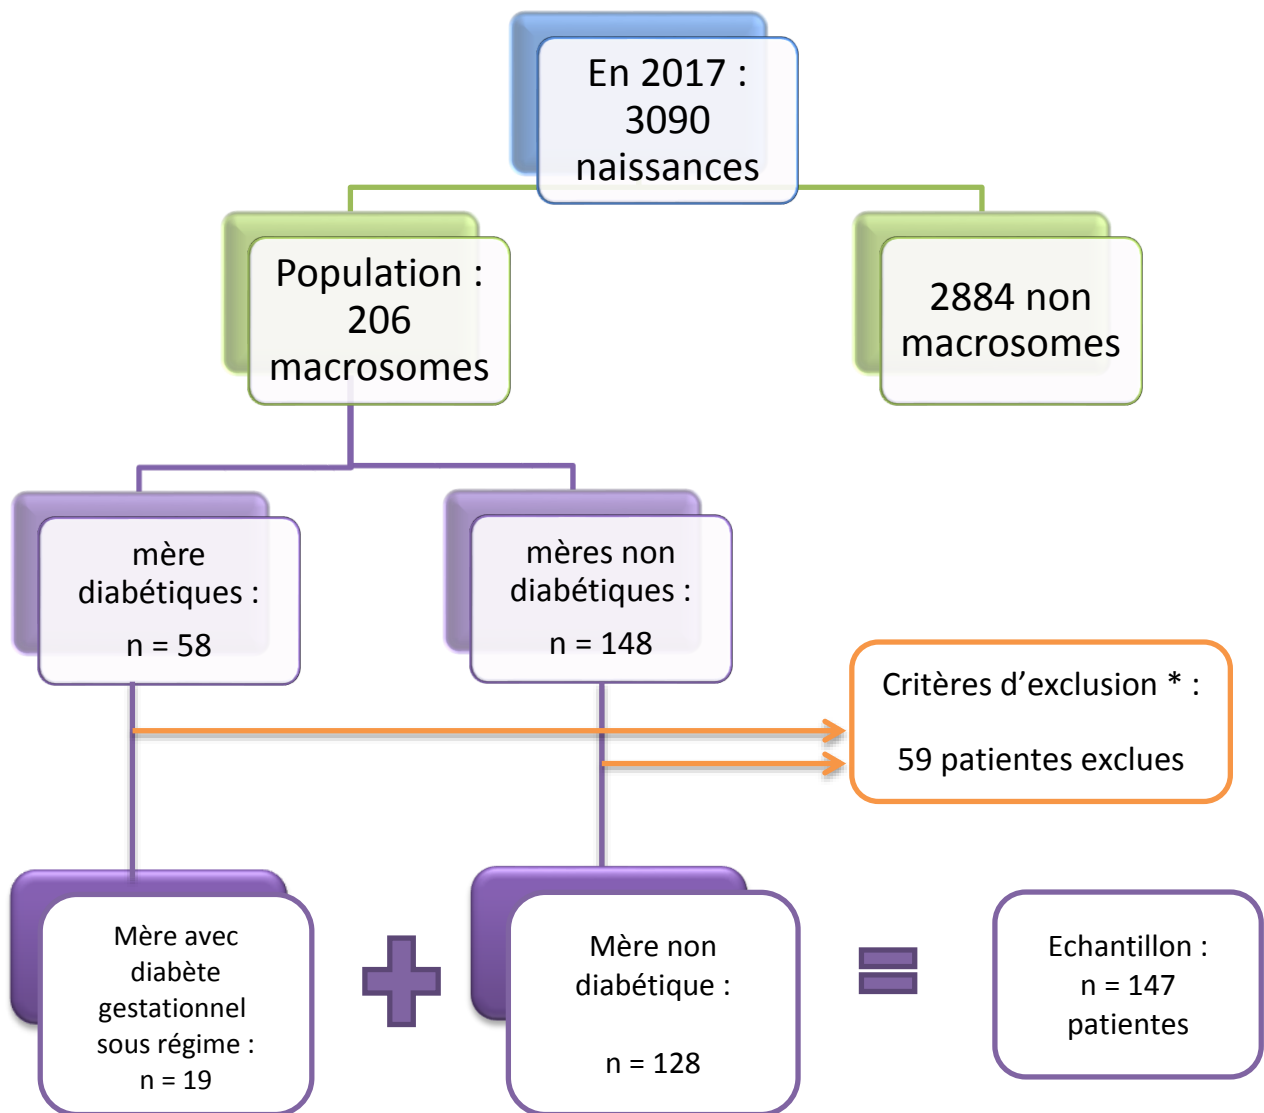 En 2017 :
3090
naissances
Population :
206
macrosomes
2884 non
macrosomes
mère
diabétiques :
n = 58
mères non
diabétiques :
n = 148
Critères d’exclusion * :
59 patientes exclues
Mère avec
diabète
gestationnel
sous régime :
n = 19
Mère non
diabétique :
n = 128
Echantillon :
n = 147
patientes